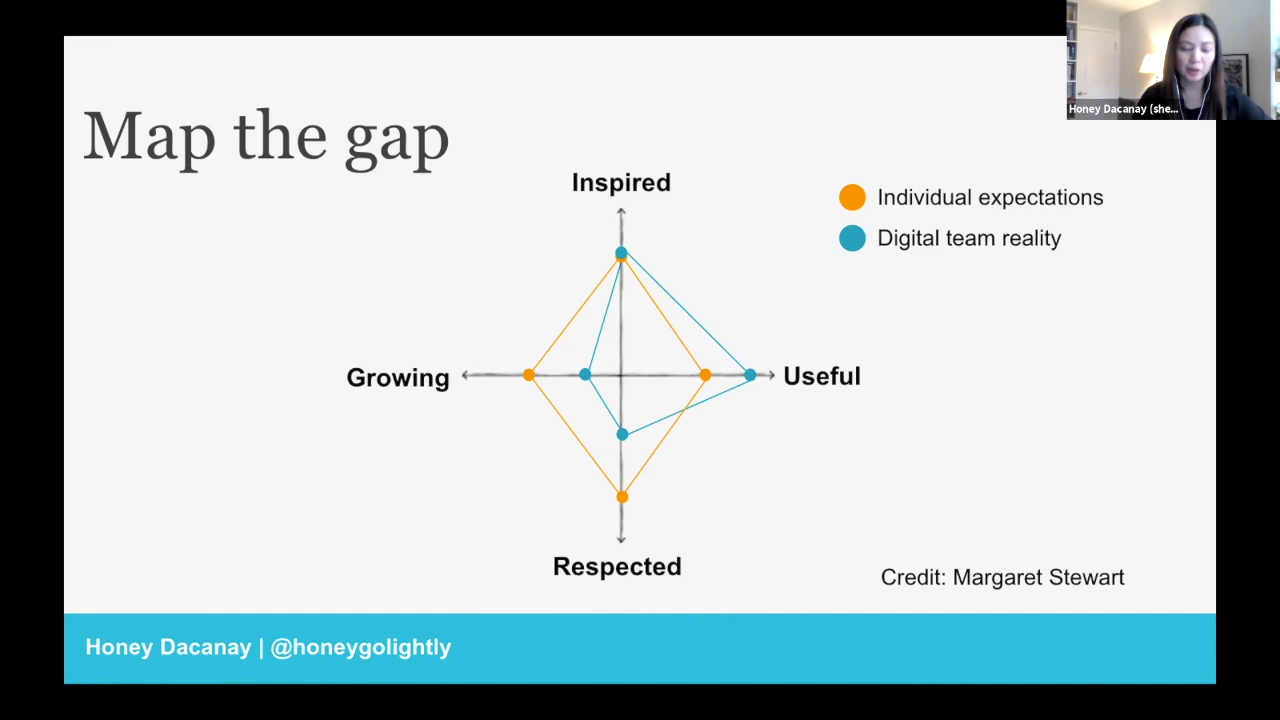 Honey Dacanay (she...
Map the gap
Inspired
Individual expectations
Digital team reality
Growing
Useful
Respected
Credit: Margaret Stewart
Honey Dacanay | @honeygolightly